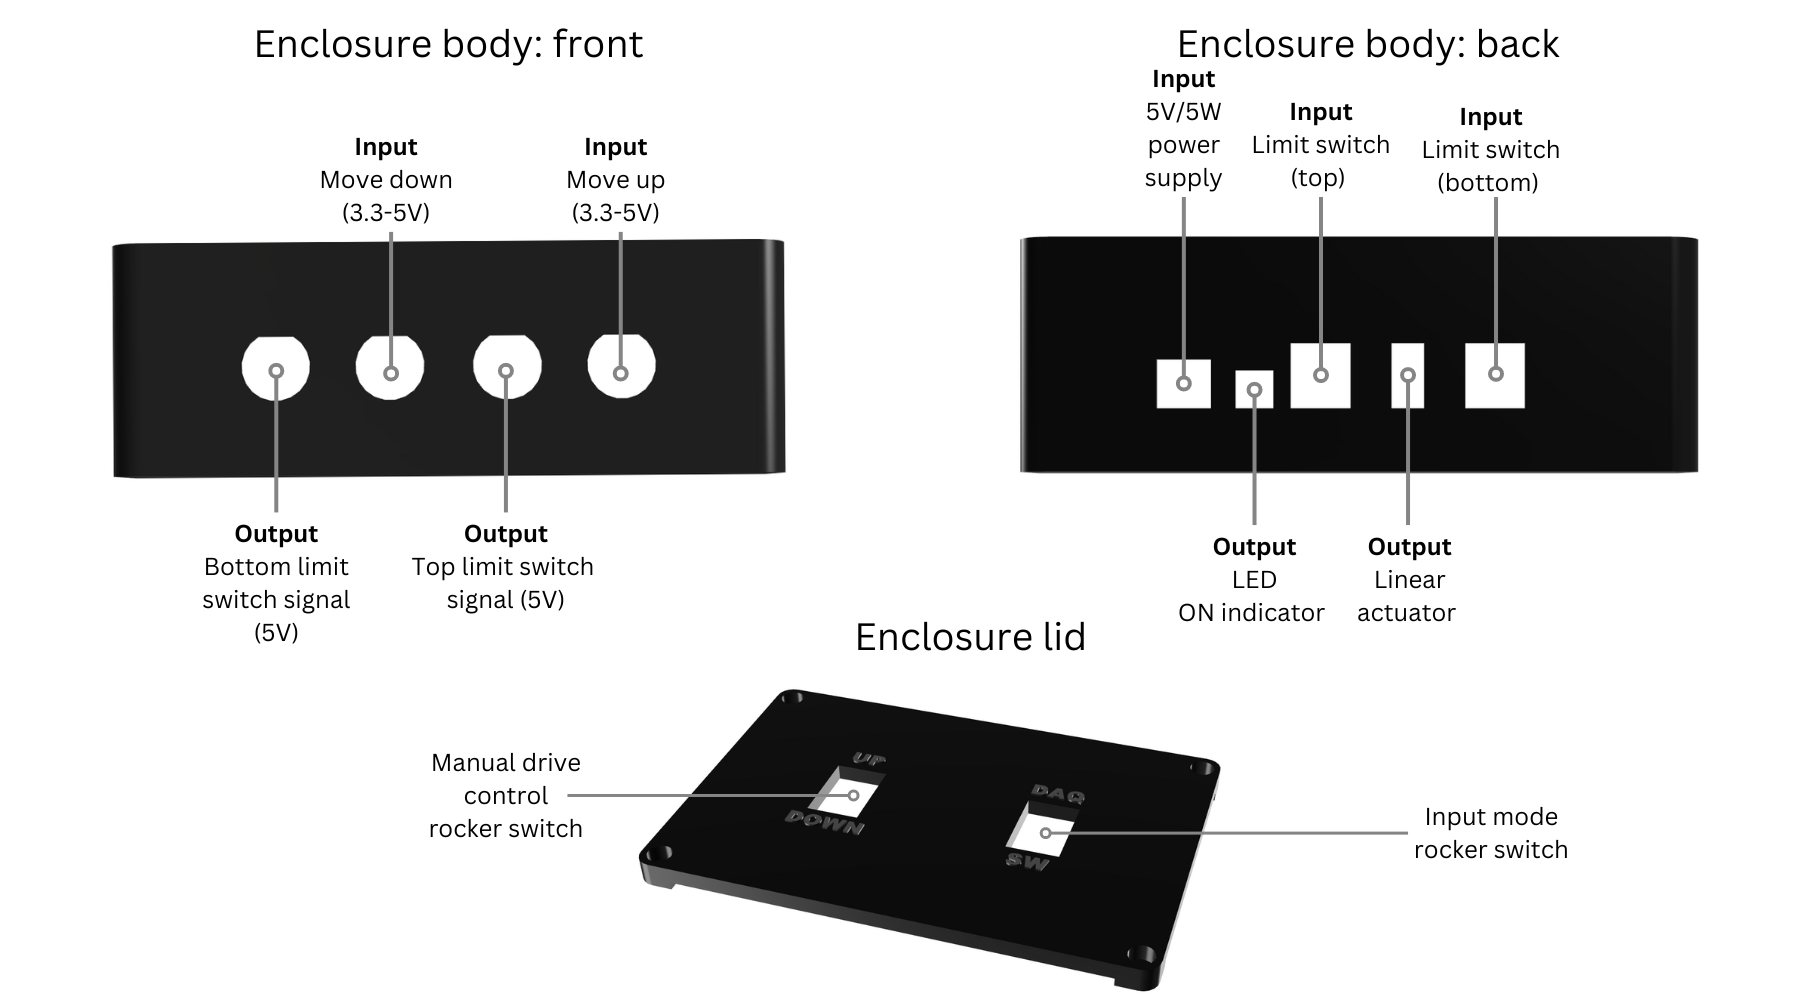 Enclosure body: front
Input
Move down
(3.3-5V)
Input
Move up
(3.3-5V)
Output
Bottom limit
switch signal
(5V)
Output
Top limit switch
signal (5V)
Enclosure body: back
Input
5V/5W
power
supply
Input
Limit switch
(top)
Input
Limit switch
(bottom)
Output
LED
ON indicator
Output
Linear
actuator
Enclosure lid
Manual drive
control
rocker switch
UP
DOWN
DAQ
SW
Input mode
rocker switch